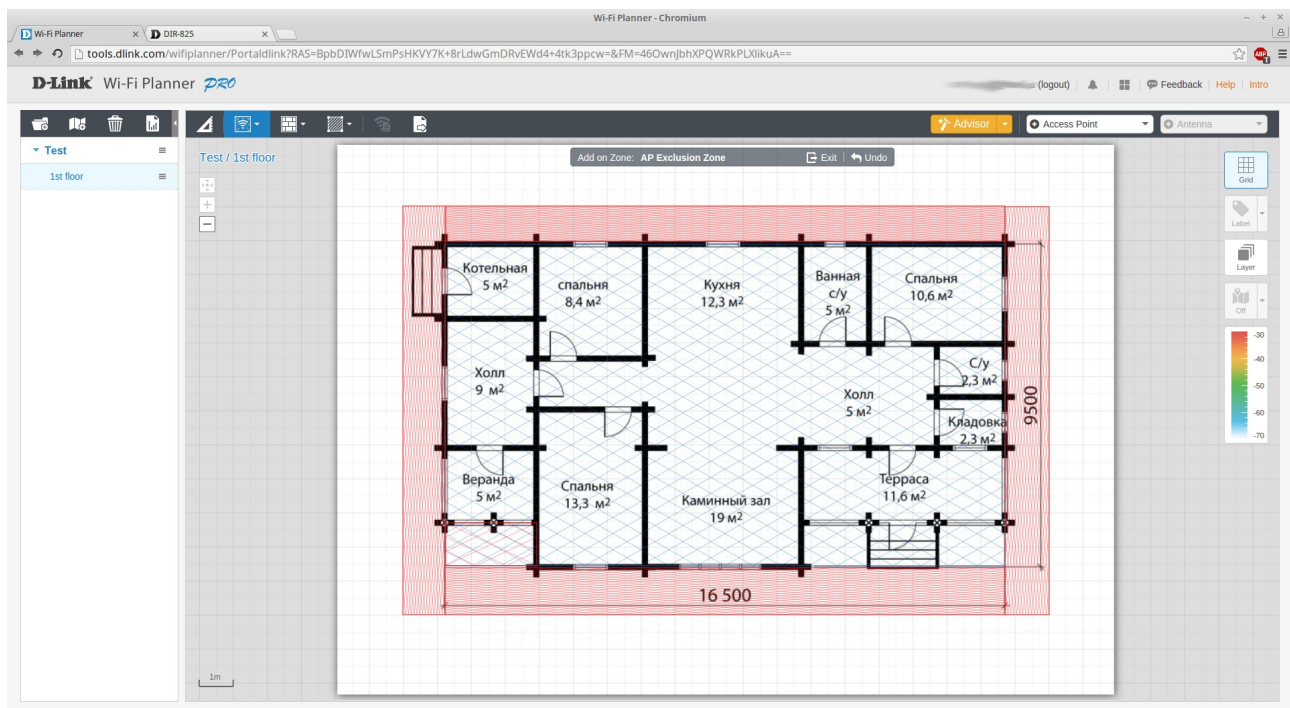 Wi-Fi Planner - Chromium
Wi-Fi Planner
D DIR-825
tools.dlink.com/wifiplanner/Portaldlink?RAS=BpbDIWfwLSmPsHKVY7K+8rLdwGmDRvEWd4+4tk3ppcw=&FM=46OwnJbhXPQWRkPLXlikuA==
ABP
D-Link Wi-Fi Planner PRO
(logout)
Feedback
Help
Intro
Advisor
Access Point
Antenna
Test
1st floor
Test / 1st floor
Add on Zone: AP Exclusion Zone
Exit
Undo
Grid
Label
Layer
Off
-30
-40
-50
-60
-70
Котельная
5 м2
спальня
8,4 м2
Кухня
12,3 м2
Ванная
с/у
5 м2
Спальня
10,6 м2
Холл
9 м2
С/у
2,3 м2
Холл
5 м2
Кладовка
2,3 м2
9500
Веранда
5 м2
Спальня
13,3 м2
Каминный зал
19 м2
Терраса
11,6 м2
16 500
1m